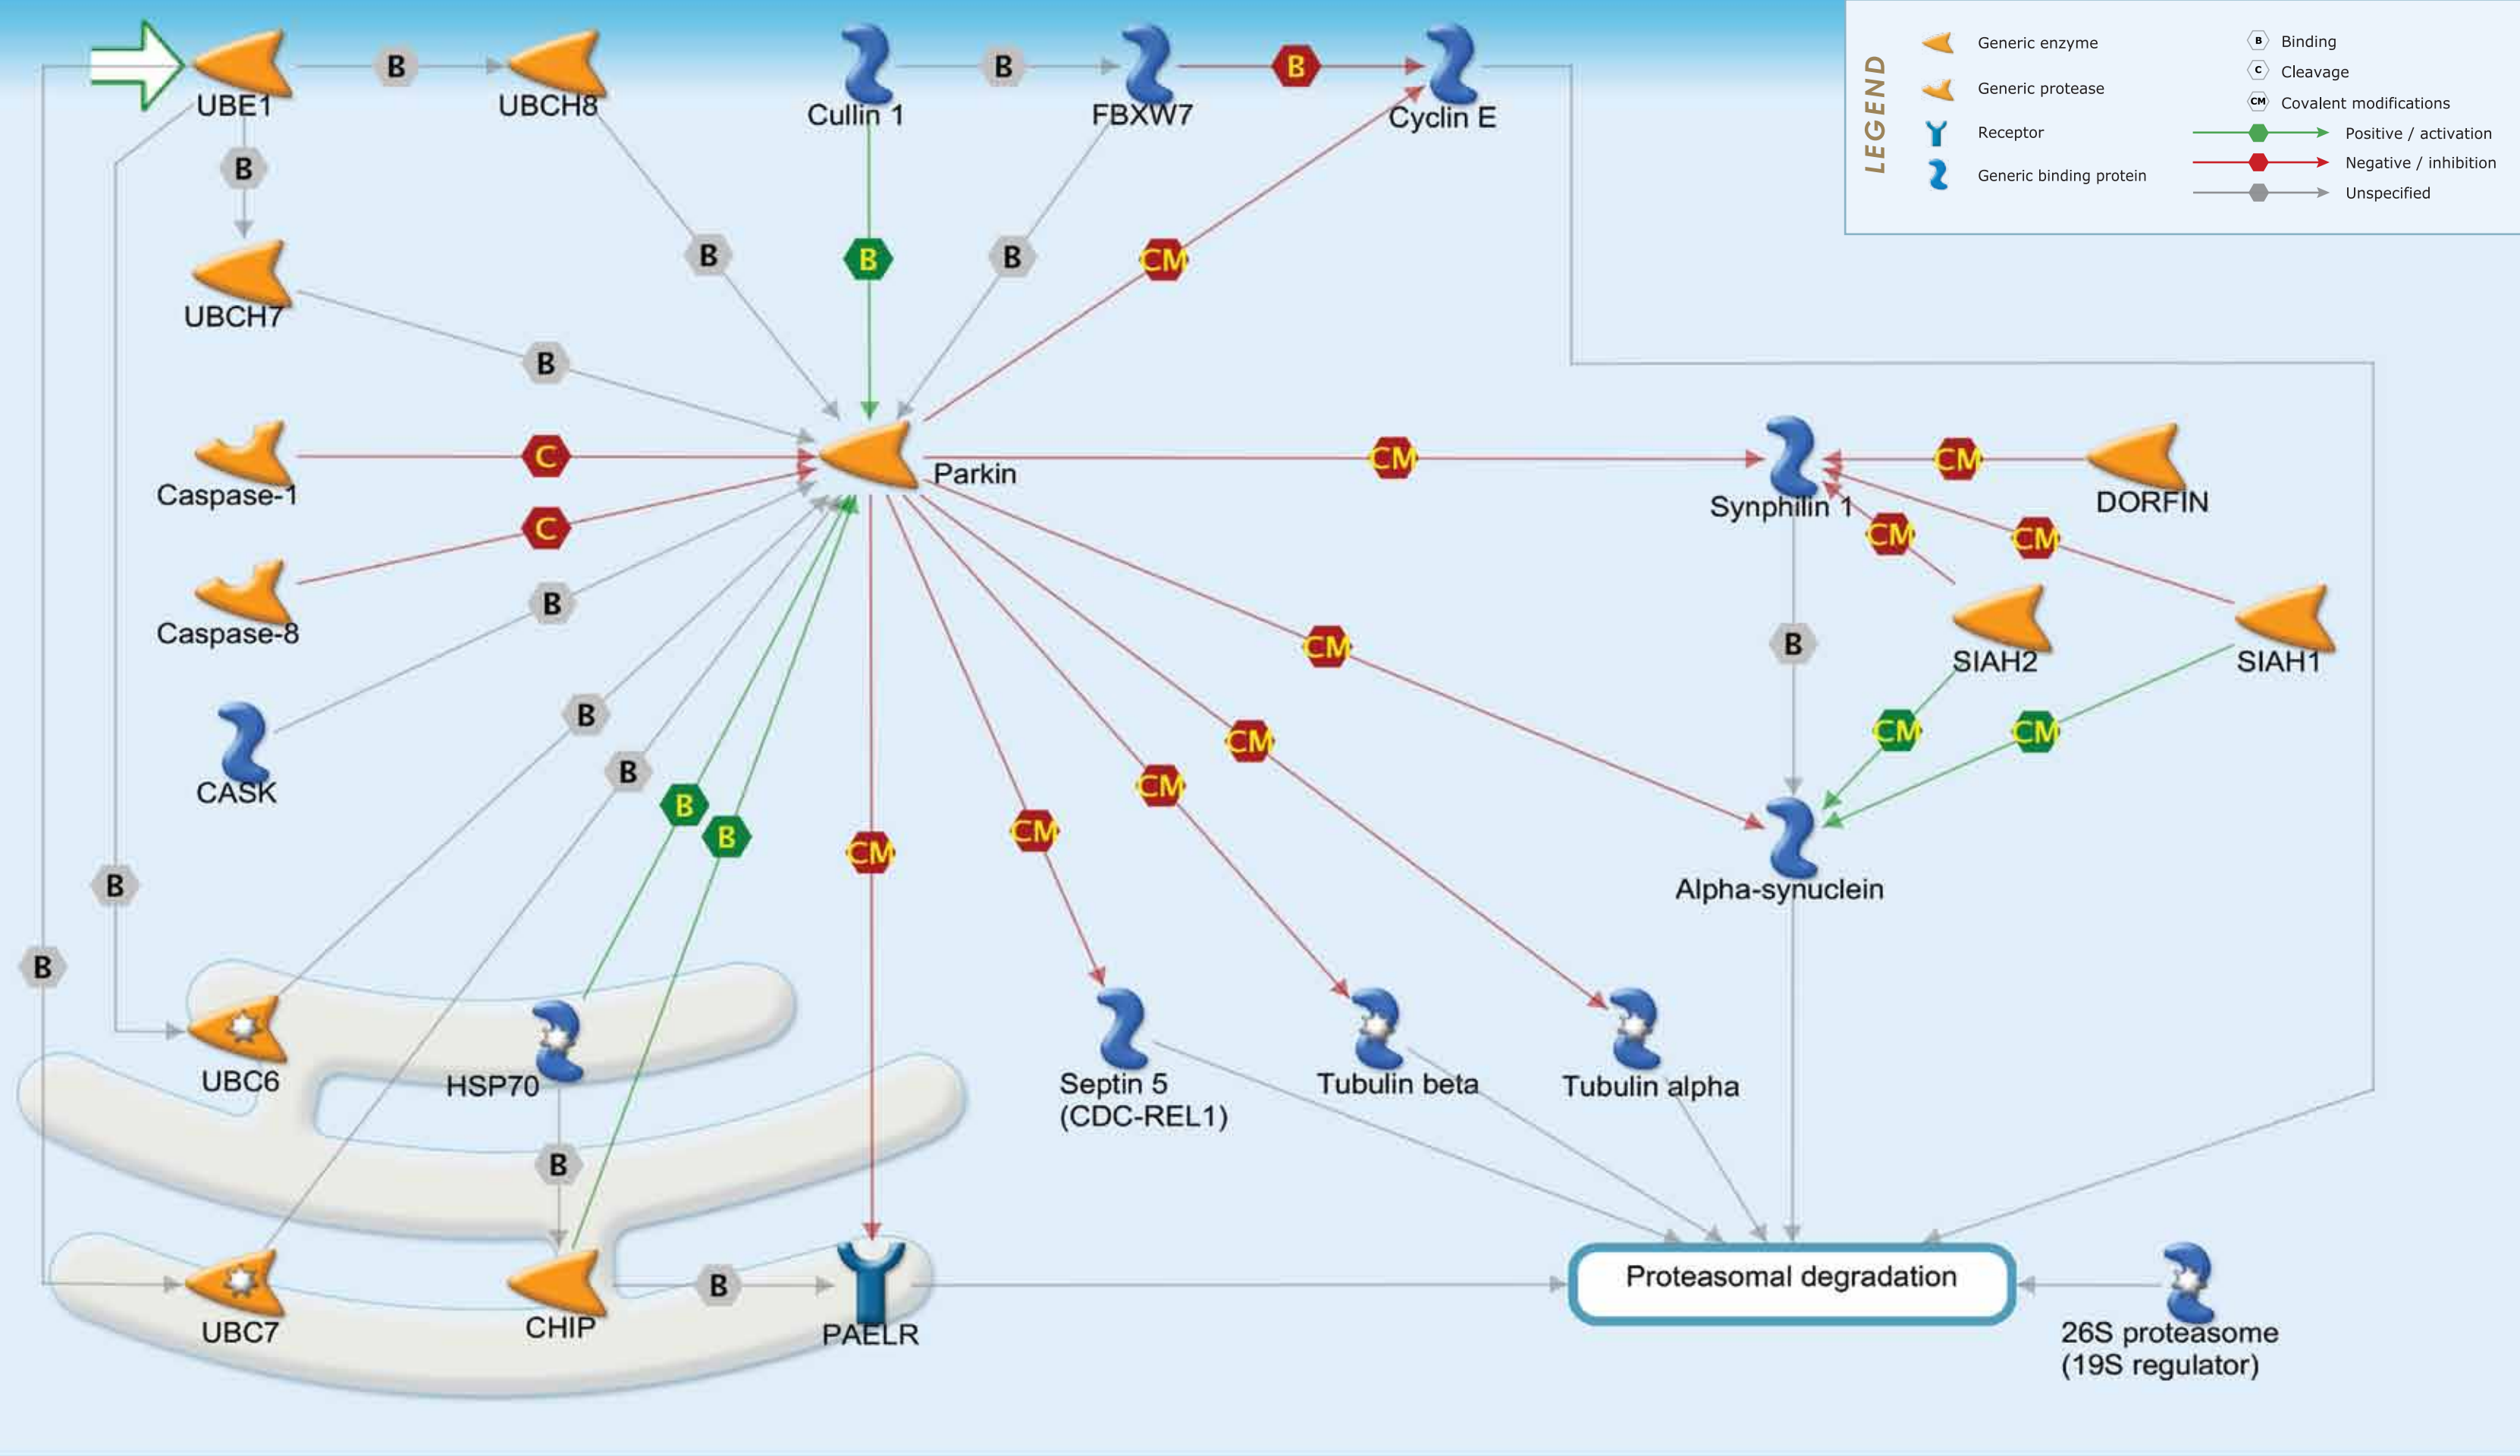 UBE1
B
UBCH8
Cullin 1
B
FBXW7
B
Cyclin E
LEGEND
Generic enzyme
Generic protease
Receptor
Generic binding protein
B
Binding
C
Cleavage
CM
Covalent modifications
Positive / activation
Negative / inhibition
Unspecified
B
B
B
B
CM
UBCH7
B
Caspase-1
C
Parkin
CM
Synphilin 1
CM
DORFIN
Caspase-8
C
CM
CM
B
CM
B
SIAH2
SIAH1
CASK
B
B
B
B
CM
CM
CM
CM
CM
CM
Alpha-synuclein
B
B
UBC6
HSP70
Septin 5
(CDC-REL1)
Tubulin beta
Tubulin alpha
B
UBC7
CHIP
B
PAELR
Proteasomal degradation
26S proteasome
(19S regulator)